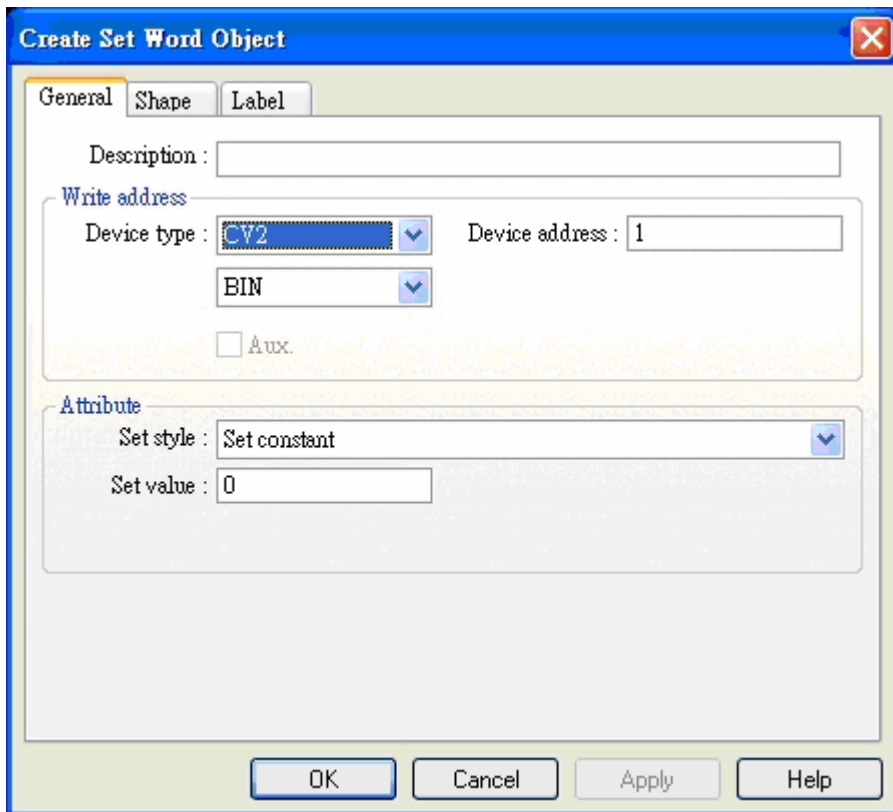 Create Set Word Object
General Shape Label
Description :
Write address
Device type : CV2 Device address : 1
BIN
Aux.
Attribute
Set style : Set constant
Set value : 0
OK Cancel Apply Help